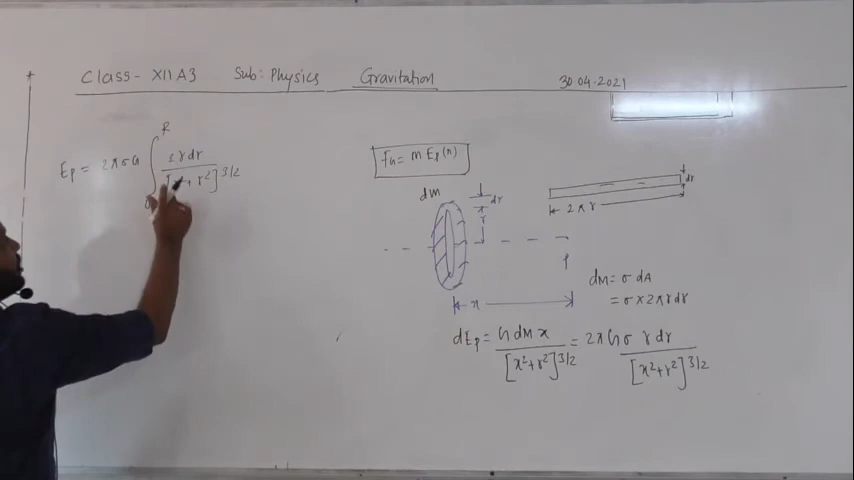 Class - XII A3 Sub: Physics Gravitation 30.04.2021
Ep = 2πσG ∫ R x r dr / [x² + r²]^3/2
FG = m Ep(x)
dM
dr
r
dr
2πr
P
x
dM = σ dA
= σ × 2πr dr
dEp = G dM x / [x² + r²]^3/2 = 2πGσ r dr / [x² + r²]^3/2